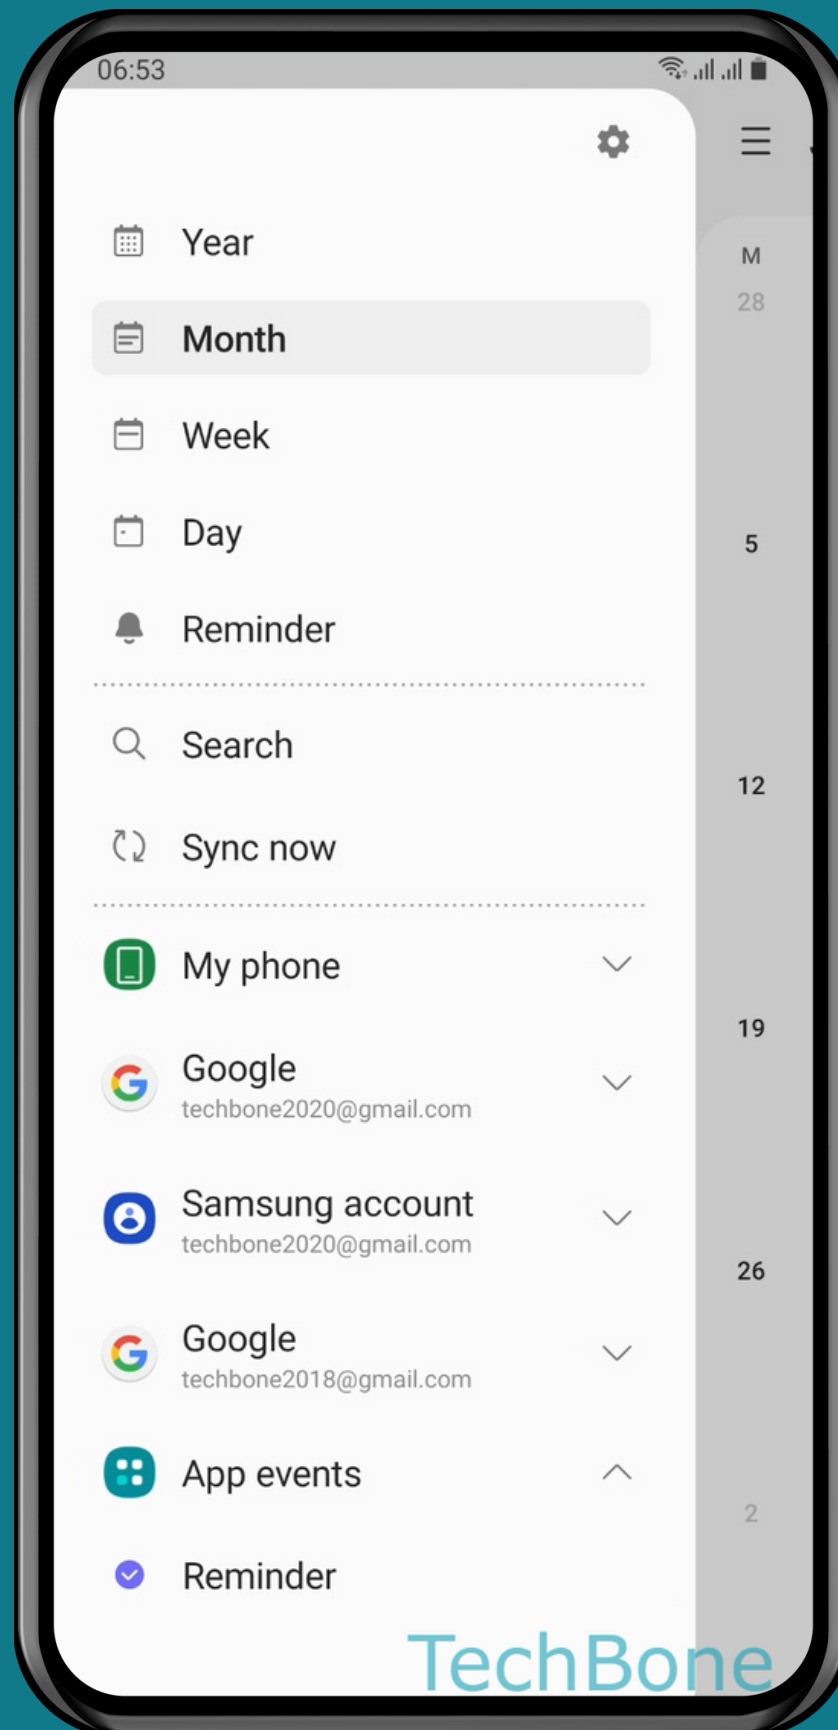 06:53
Year
Month
Week
Day
Reminder
Search
Sync now
My phone
Google
techbone2020@gmail.com
Samsung account
techbone2020@gmail.com
Google
techbone2018@gmail.com
App events
Reminder
M
28
5
12
19
26
2
TechBone